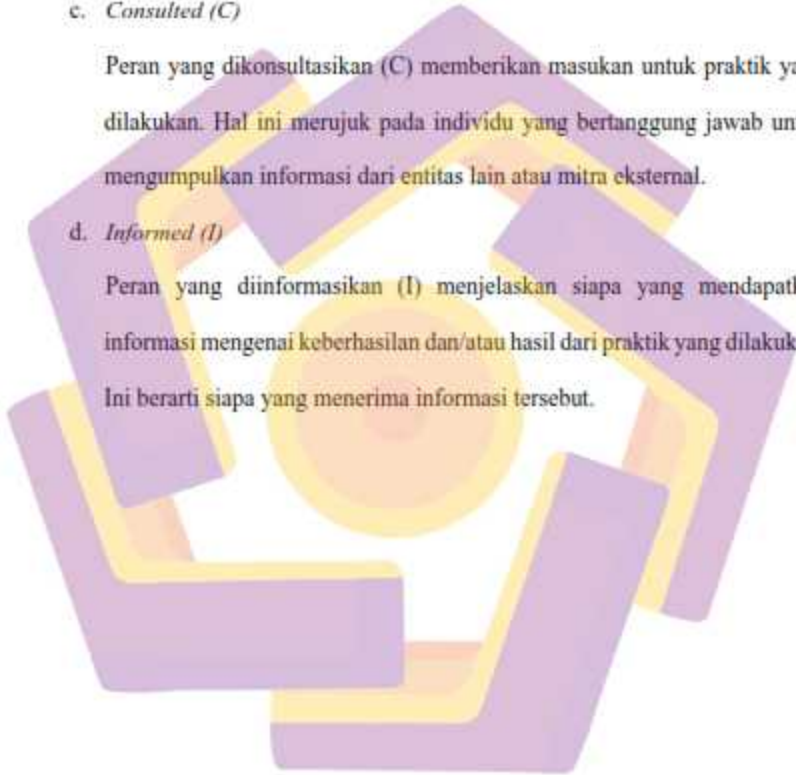 c. Consulted (C)
Peran yang dikonsultasikan (C) memberikan masukan untuk praktik ya
dilakukan. Hal ini merujuk pada individu yang bertanggung jawab un
mengumpulkan informasi dari entitas lain atau mitra eksternal.
d. Informed (I)
Peran yang diinformasikan (I) menjelaskan siapa yang mendapatl
informasi mengenai keberhasilan dan/atau hasil dari praktik yang dilakuk
Ini berarti siapa yang menerima informasi tersebut.